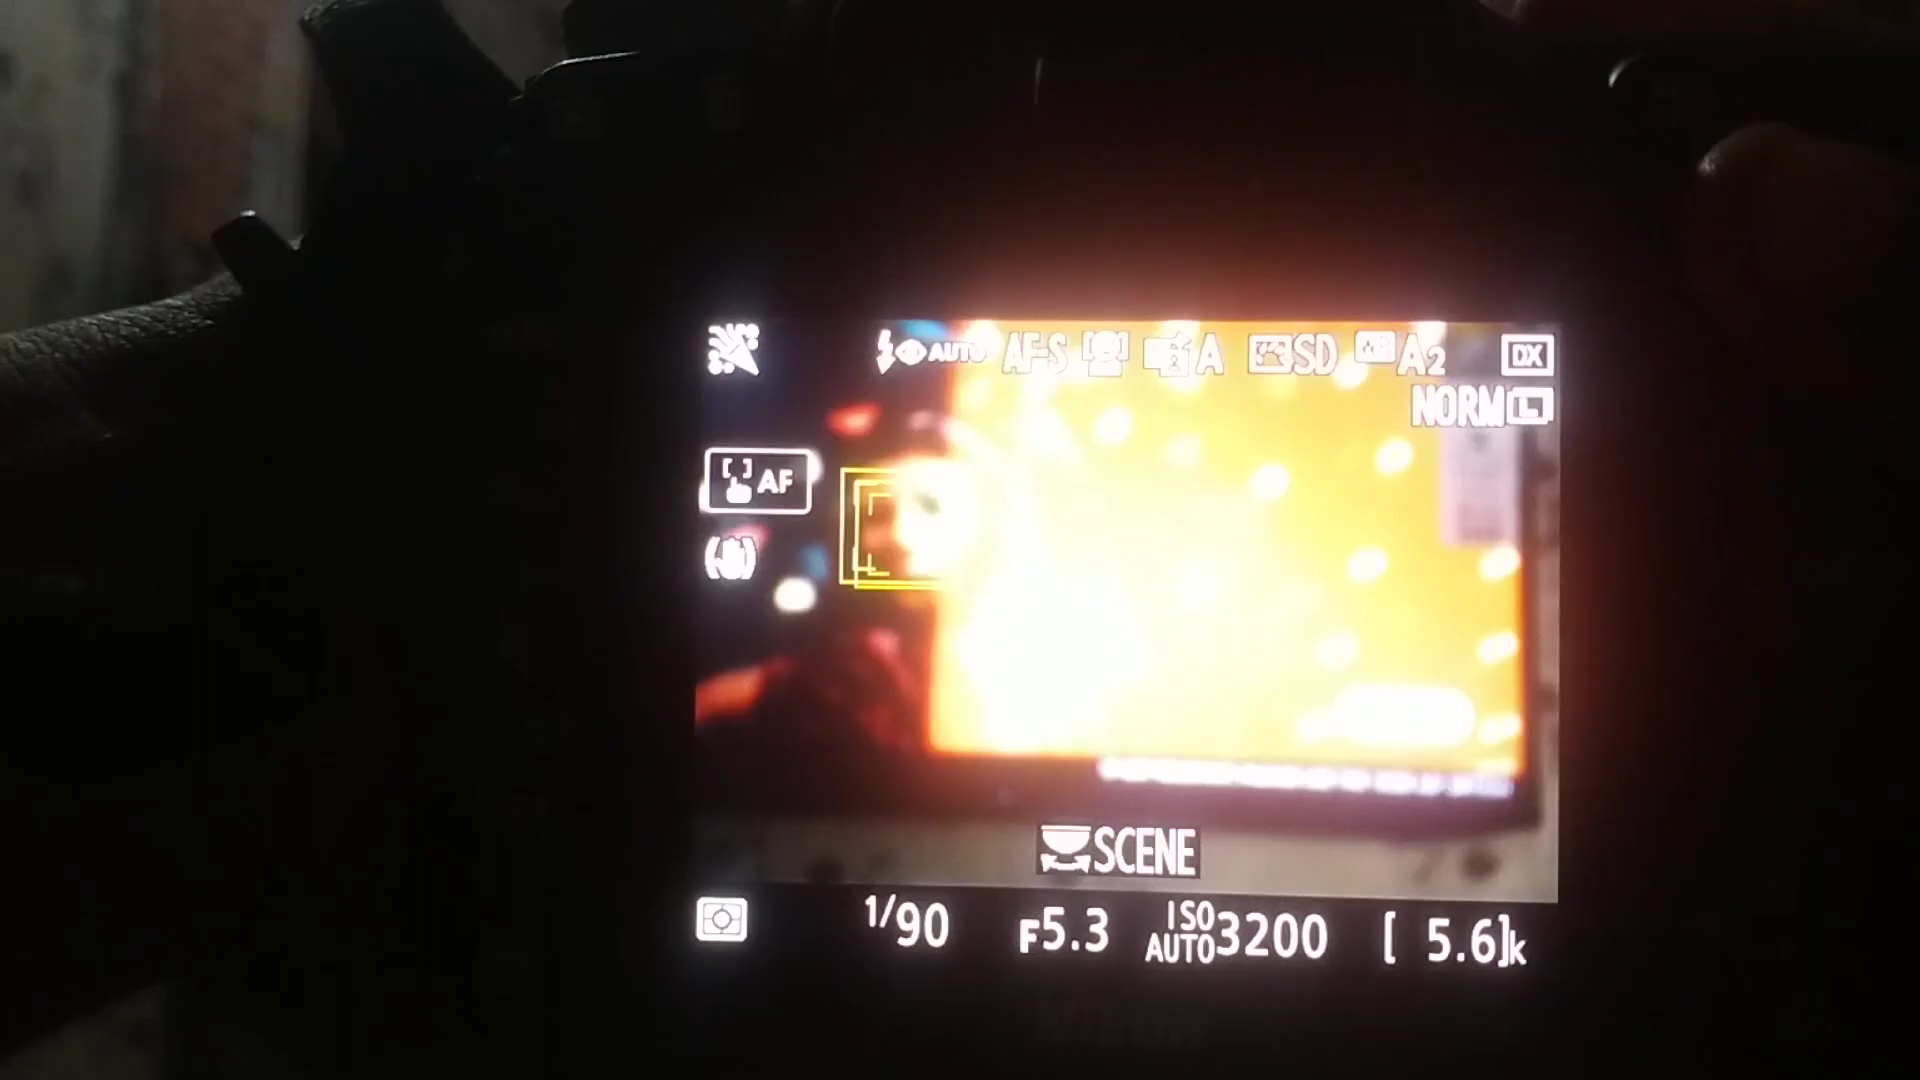 AUTO AF-S A SD A2 DX
NORM L
AF
SCENE
1/90 F5.3 ISO AUTO 3200 [ 5.6]k